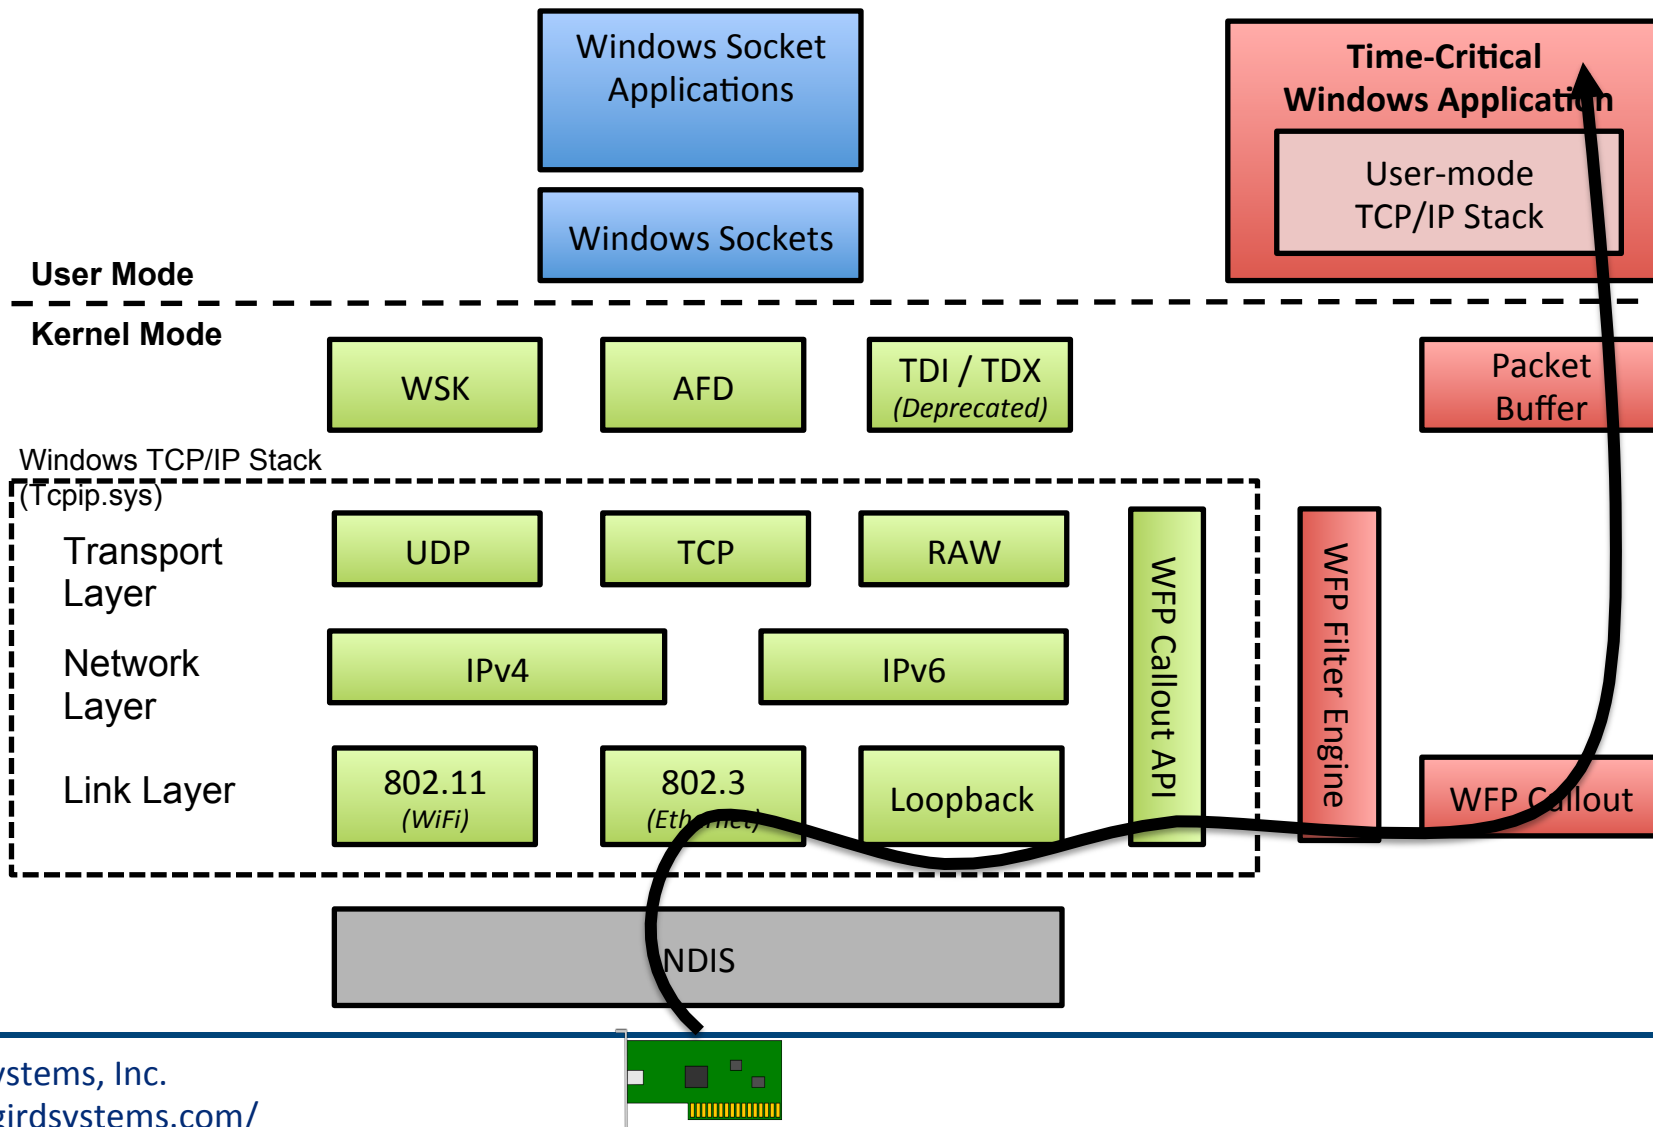 Windows Socket
Applications
Time-Critical
Windows Application
User-mode
TCP/IP Stack
Windows Sockets
User Mode
Kernel Mode
WSK
AFD
TDI / TDX
(Deprecated)
Packet
Buffer
Windows TCP/IP Stack
(Tcpip.sys)
Transport
Layer
UDP
TCP
RAW
WFP Callout API
WFP Filter Engine
Network
Layer
IPv4
IPv6
Link Layer
802.11
(WiFi)
802.3
(Ethernet)
Loopback
WFP Callout
NDIS
ystems, Inc.
girdsystems.com/